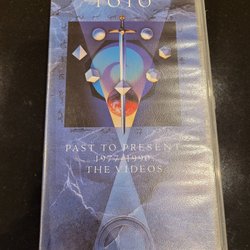 TOTO
PAST TO PRESENT
1977-1990
THE VIDEOS